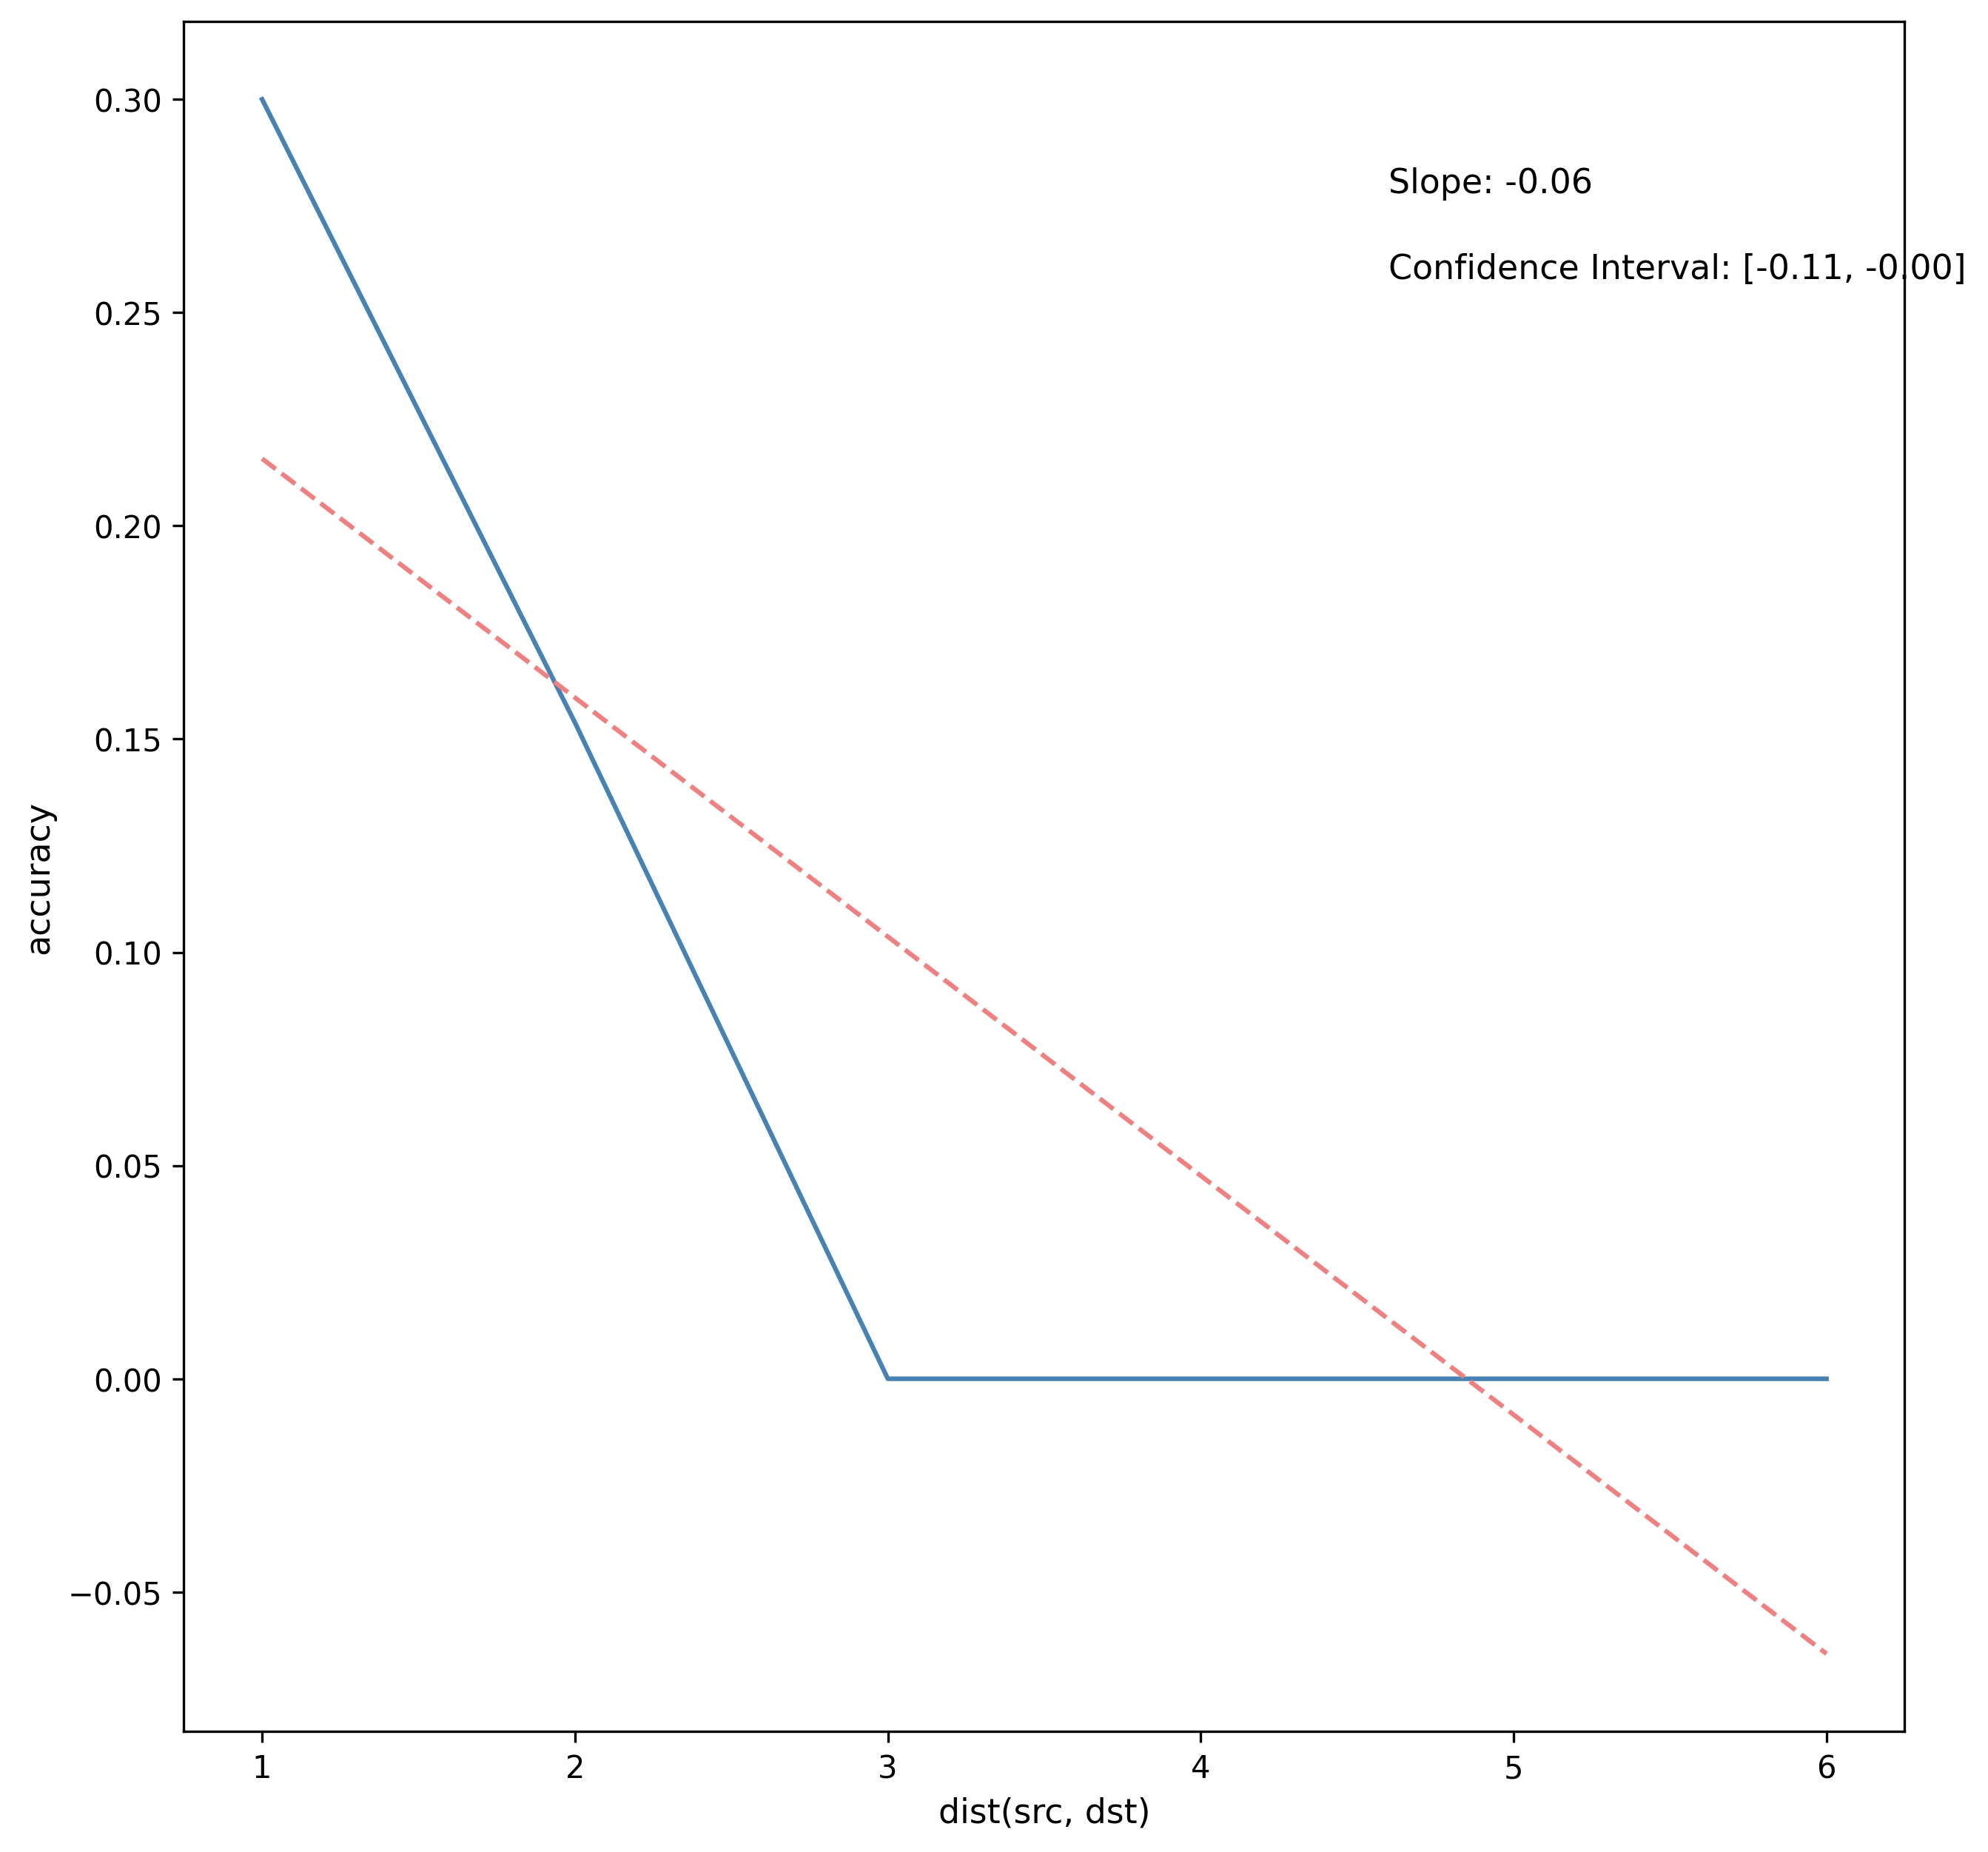 0.30
Slope: -0.06
Confidence Interval: [-0.11, -0.00]
0.25
0.20
0.15
accuracy
0.10
0.05
0.00
−0.05
1 2 3 4 5 6
dist(src, dst)